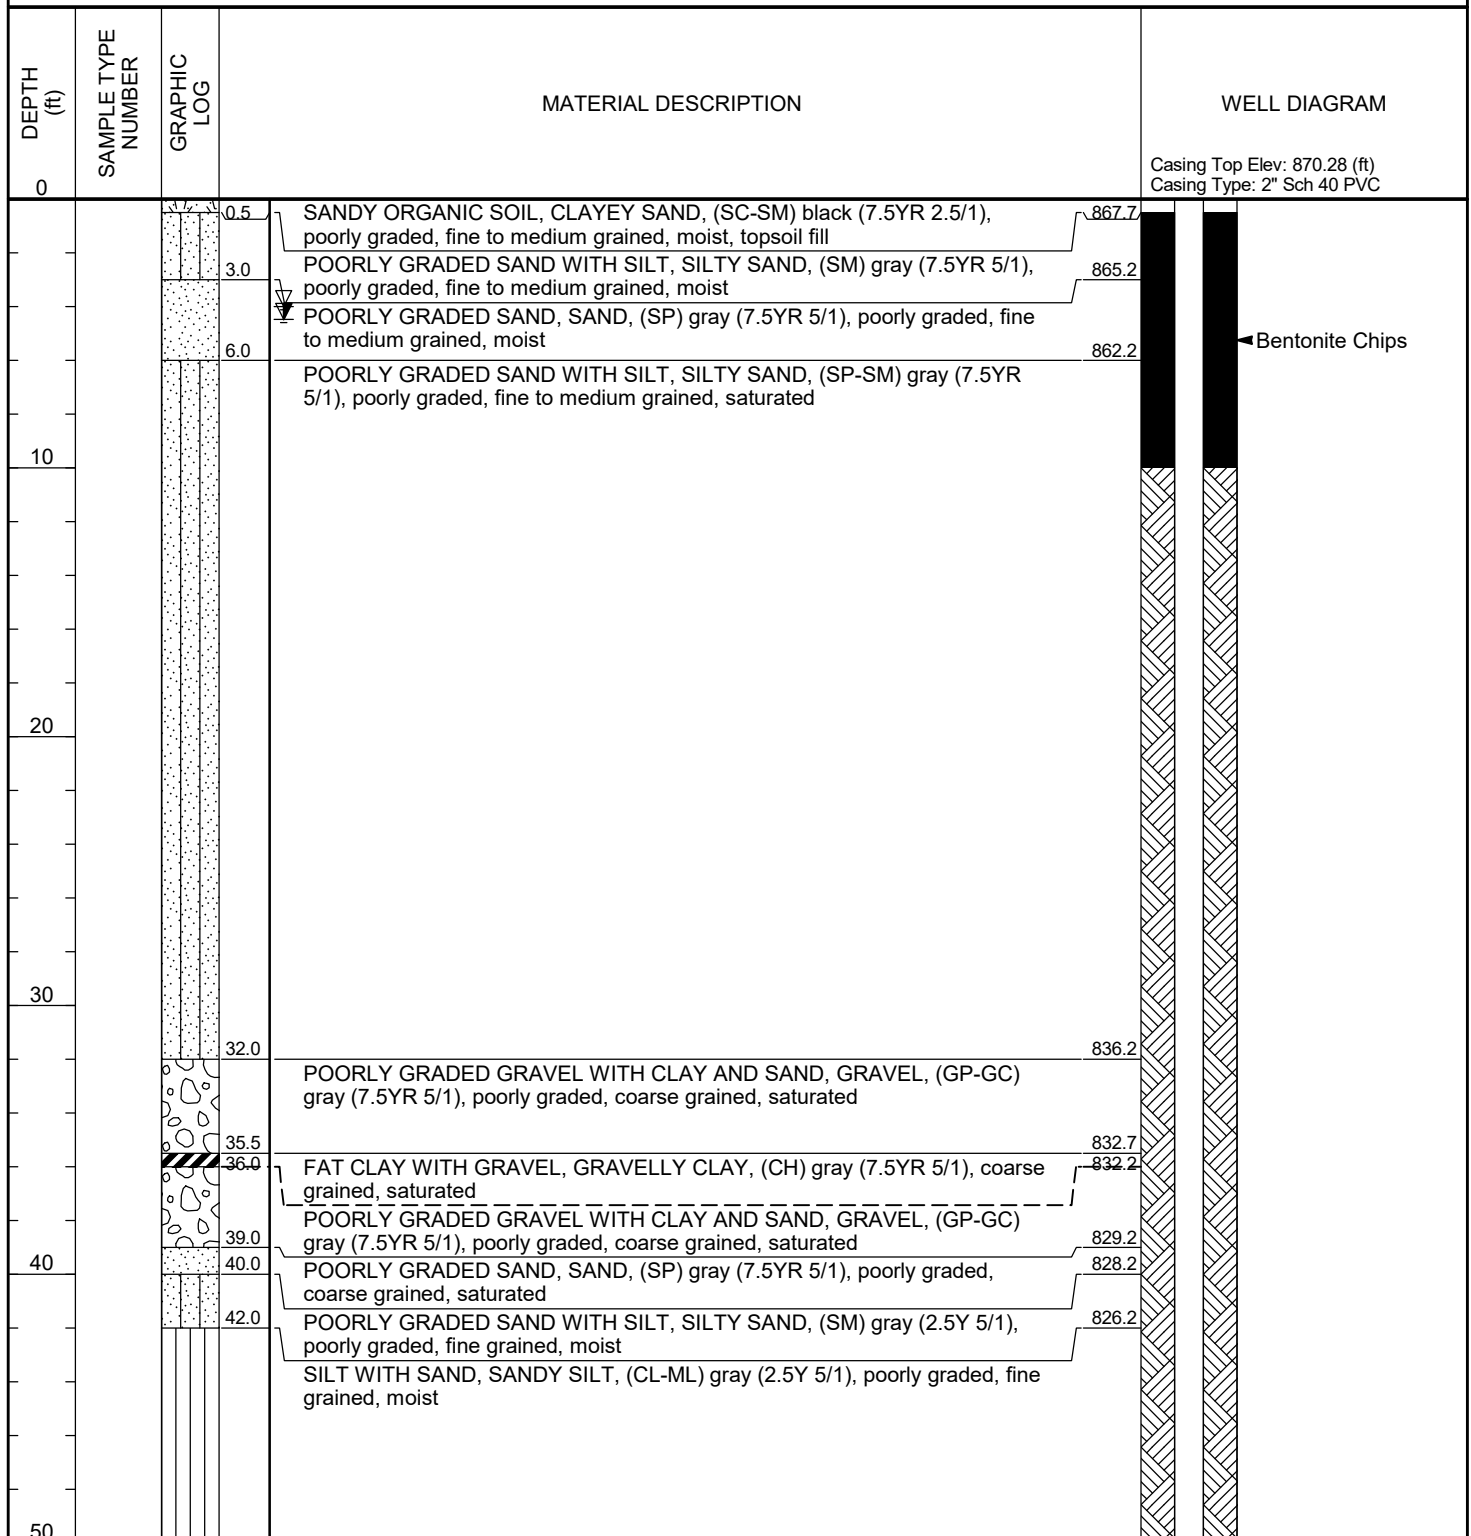 DEPTH
(ft)
SAMPLE TYPE
NUMBER
GRAPHIC
LOG
MATERIAL DESCRIPTION
WELL DIAGRAM
Casing Top Elev: 870.28 (ft)
Casing Type: 2" Sch 40 PVC
0
0.5
SANDY ORGANIC SOIL, CLAYEY SAND, (SC-SM) black (7.5YR 2.5/1),
poorly graded, fine to medium grained, moist, topsoil fill
867.7
3.0
POORLY GRADED SAND WITH SILT, SILTY SAND, (SM) gray (7.5YR 5/1),
poorly graded, fine to medium grained, moist
865.2
POORLY GRADED SAND, SAND, (SP) gray (7.5YR 5/1), poorly graded, fine
to medium grained, moist
6.0
862.2
Bentonite Chips
POORLY GRADED SAND WITH SILT, SILTY SAND, (SP-SM) gray (7.5YR
5/1), poorly graded, fine to medium grained, saturated
10
20
30
32.0
836.2
POORLY GRADED GRAVEL WITH CLAY AND SAND, GRAVEL, (GP-GC)
gray (7.5YR 5/1), poorly graded, coarse grained, saturated
35.5
832.7
36.0
FAT CLAY WITH GRAVEL, GRAVELLY CLAY, (CH) gray (7.5YR 5/1), coarse
grained, saturated
832.2
POORLY GRADED GRAVEL WITH CLAY AND SAND, GRAVEL, (GP-GC)
gray (7.5YR 5/1), poorly graded, coarse grained, saturated
39.0
829.2
40
40.0
POORLY GRADED SAND, SAND, (SP) gray (7.5YR 5/1), poorly graded,
coarse grained, saturated
828.2
42.0
POORLY GRADED SAND WITH SILT, SILTY SAND, (SM) gray (2.5Y 5/1),
poorly graded, fine grained, moist
826.2
SILT WITH SAND, SANDY SILT, (CL-ML) gray (2.5Y 5/1), poorly graded, fine
grained, moist
50